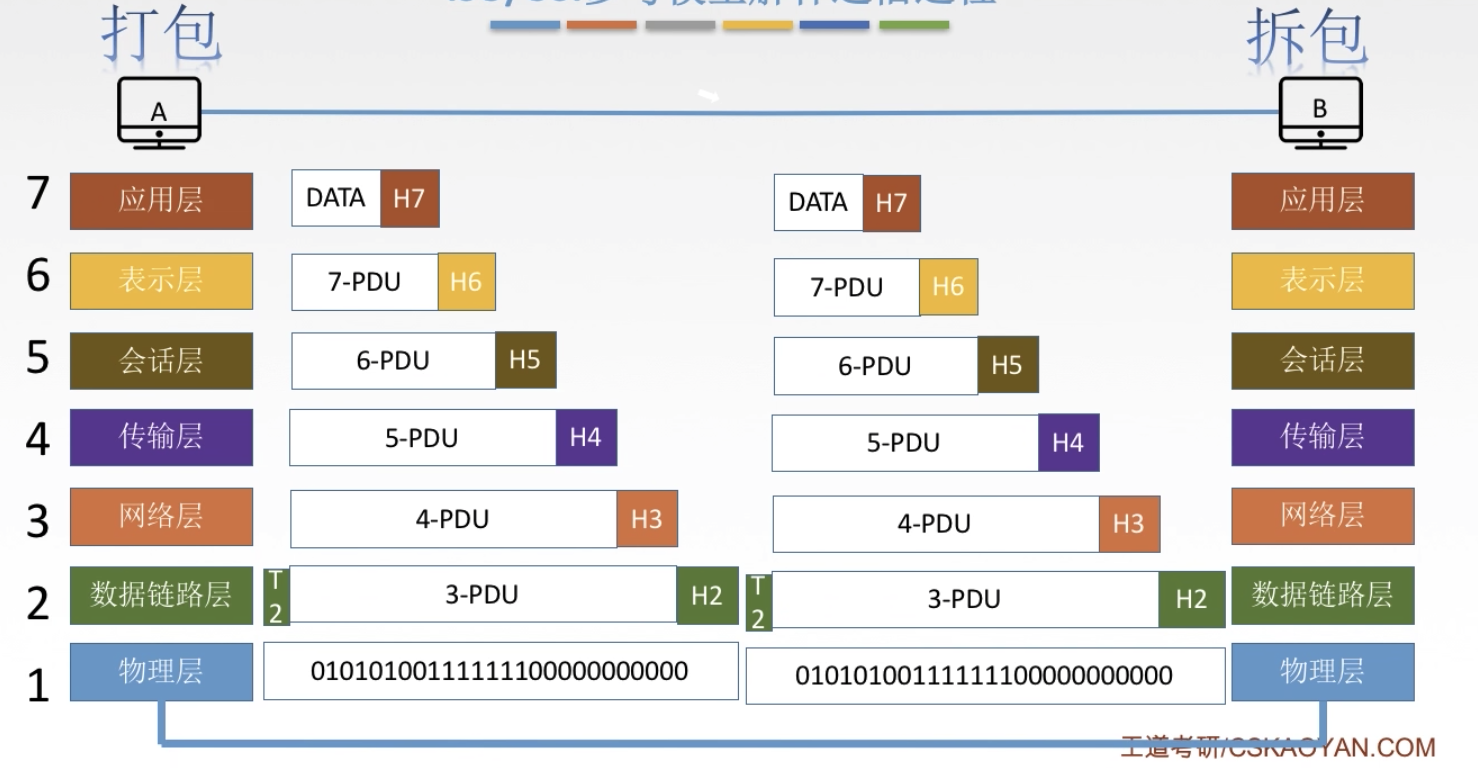 打包
拆包
A
B
7
应用层
DATA
H7
DATA
H7
应用层
6
表示层
7-PDU
H6
7-PDU
H6
表示层
5
会话层
6-PDU
H5
6-PDU
H5
会话层
4
传输层
5-PDU
H4
5-PDU
H4
传输层
3
网络层
4-PDU
H3
4-PDU
H3
网络层
2
数据链路层
T2
3-PDU
H2
T2
3-PDU
H2
数据链路层
1
物理层
01010100111111100000000000
01010100111111100000000000
物理层
王道考研/CSKAOYAN.COM